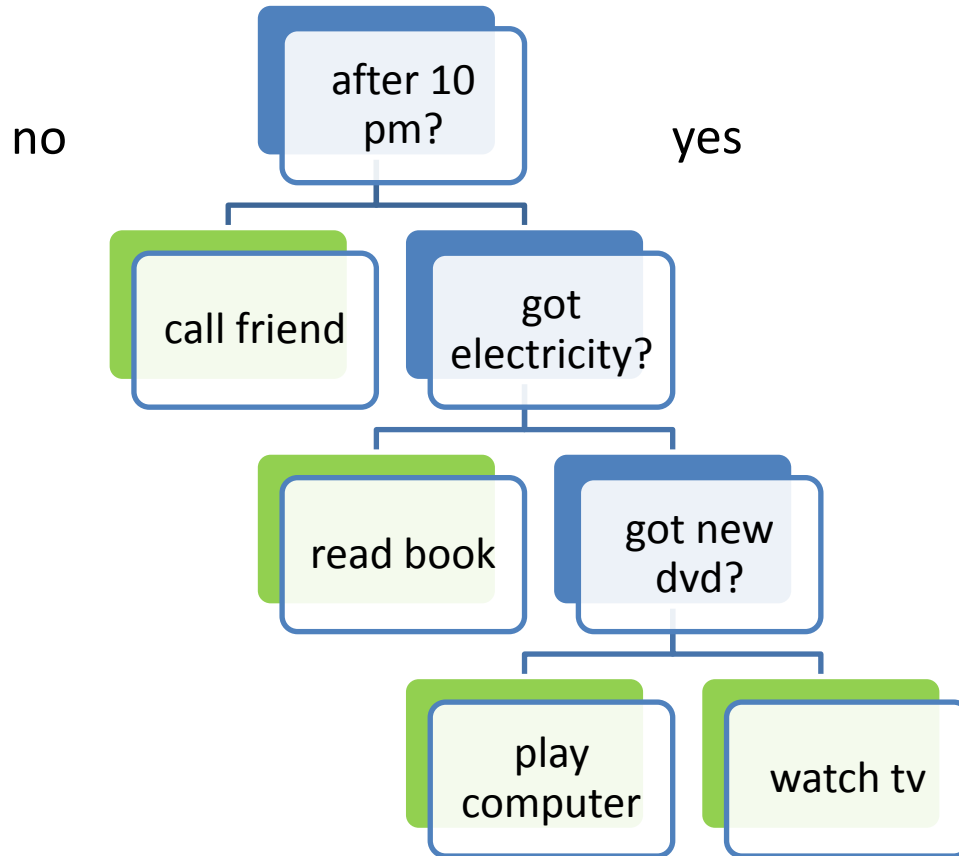 after 10
pm?
no
yes
call friend
got
electricity?
read book
got new
dvd?
play
computer
watch tv